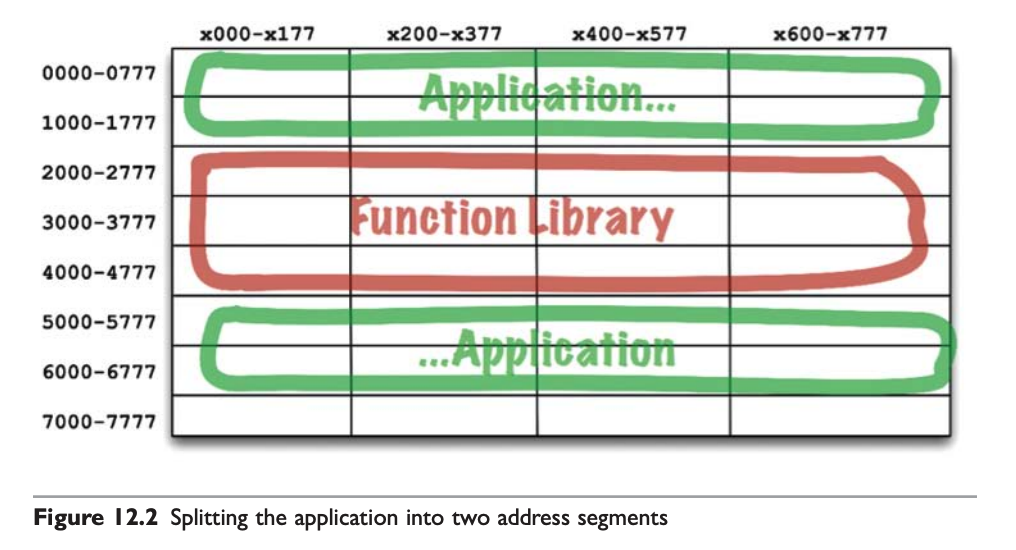 x000-x177 x200-x377 x400-x577 x600-x777
0000-0777
Application...
1000-1777
2000-2777
3000-3777
Function Library
4000-4777
5000-5777
...Application
6000-6777
7000-7777
Figure 12.2 Splitting the application into two address segments